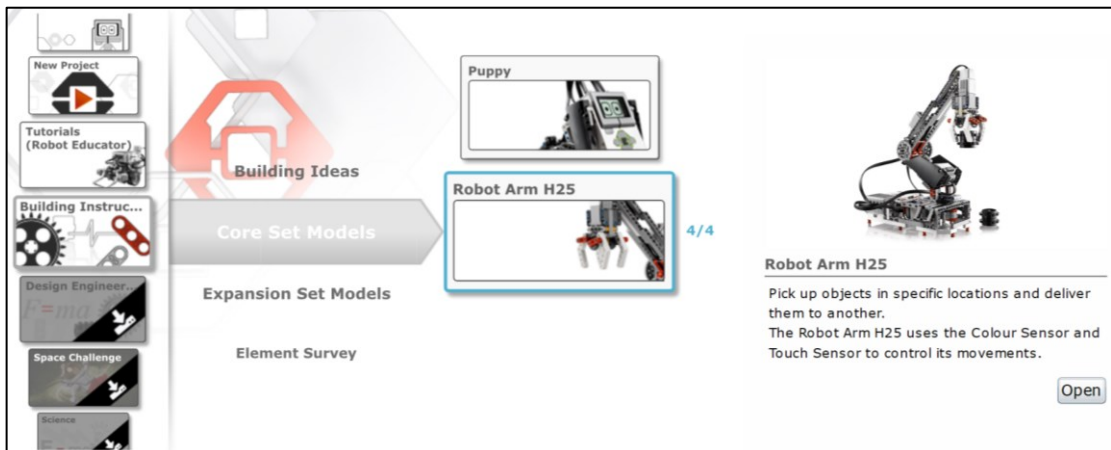 New Project
Tutorials
(Robot Educator)
Building Instruc...
Design Engineer...
F=ma
Space Challenge
Science
Building Ideas
Core Set Models
Expansion Set Models
Element Survey
Puppy
Robot Arm H25
4/4
Robot Arm H25
Pick up objects in specific locations and deliver
them to another.
The Robot Arm H25 uses the Colour Sensor and
Touch Sensor to control its movements.
Open